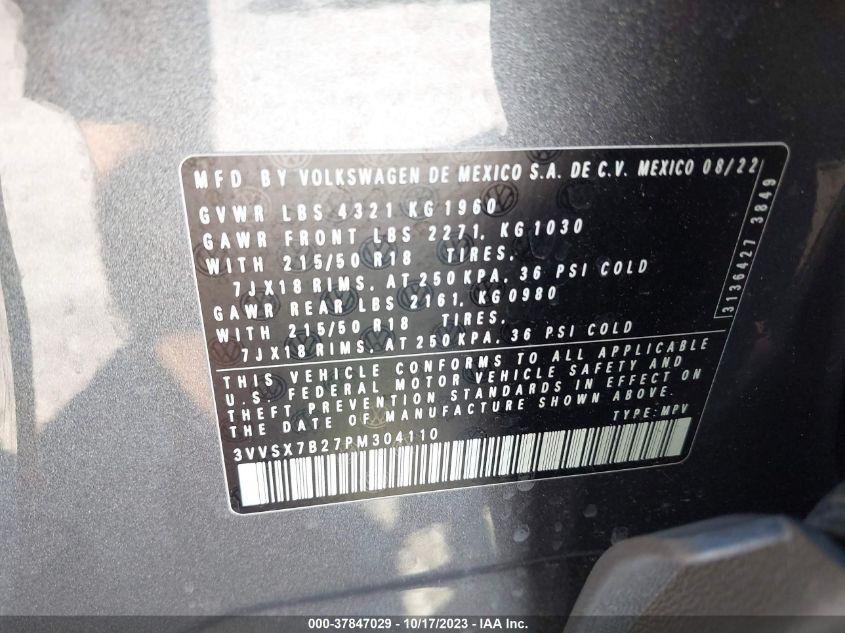 MFD BY VOLKSWAGEN DE MEXICO S.A. DE C.V. MEXICO 08/22
GVWR LBS 4321 KG 1960
GAWR FRONT LBS 2271, KG 1030
WITH 215/50 R18 TIRES,
7JX18 RIMS, AT 250 KPA, 36 PSI COLD
GAWR REAR LBS 2161, KG 0980
WITH 215/50 R18 TIRES,
7JX18 RIMS, AT 250 KPA, 36 PSI COLD
3136427 3849
THIS VEHICLE CONFORMS TO ALL APPLICABLE
U.S. FEDERAL MOTOR VEHICLE SAFETY AND
THEFT PREVENTION STANDARDS IN EFFECT ON
THE DATE OF MANUFACTURE SHOWN ABOVE.
3VVSX7B27PM304110 TYPE: MPV
000-37847029 - 10/17/2023 - IAA Inc.